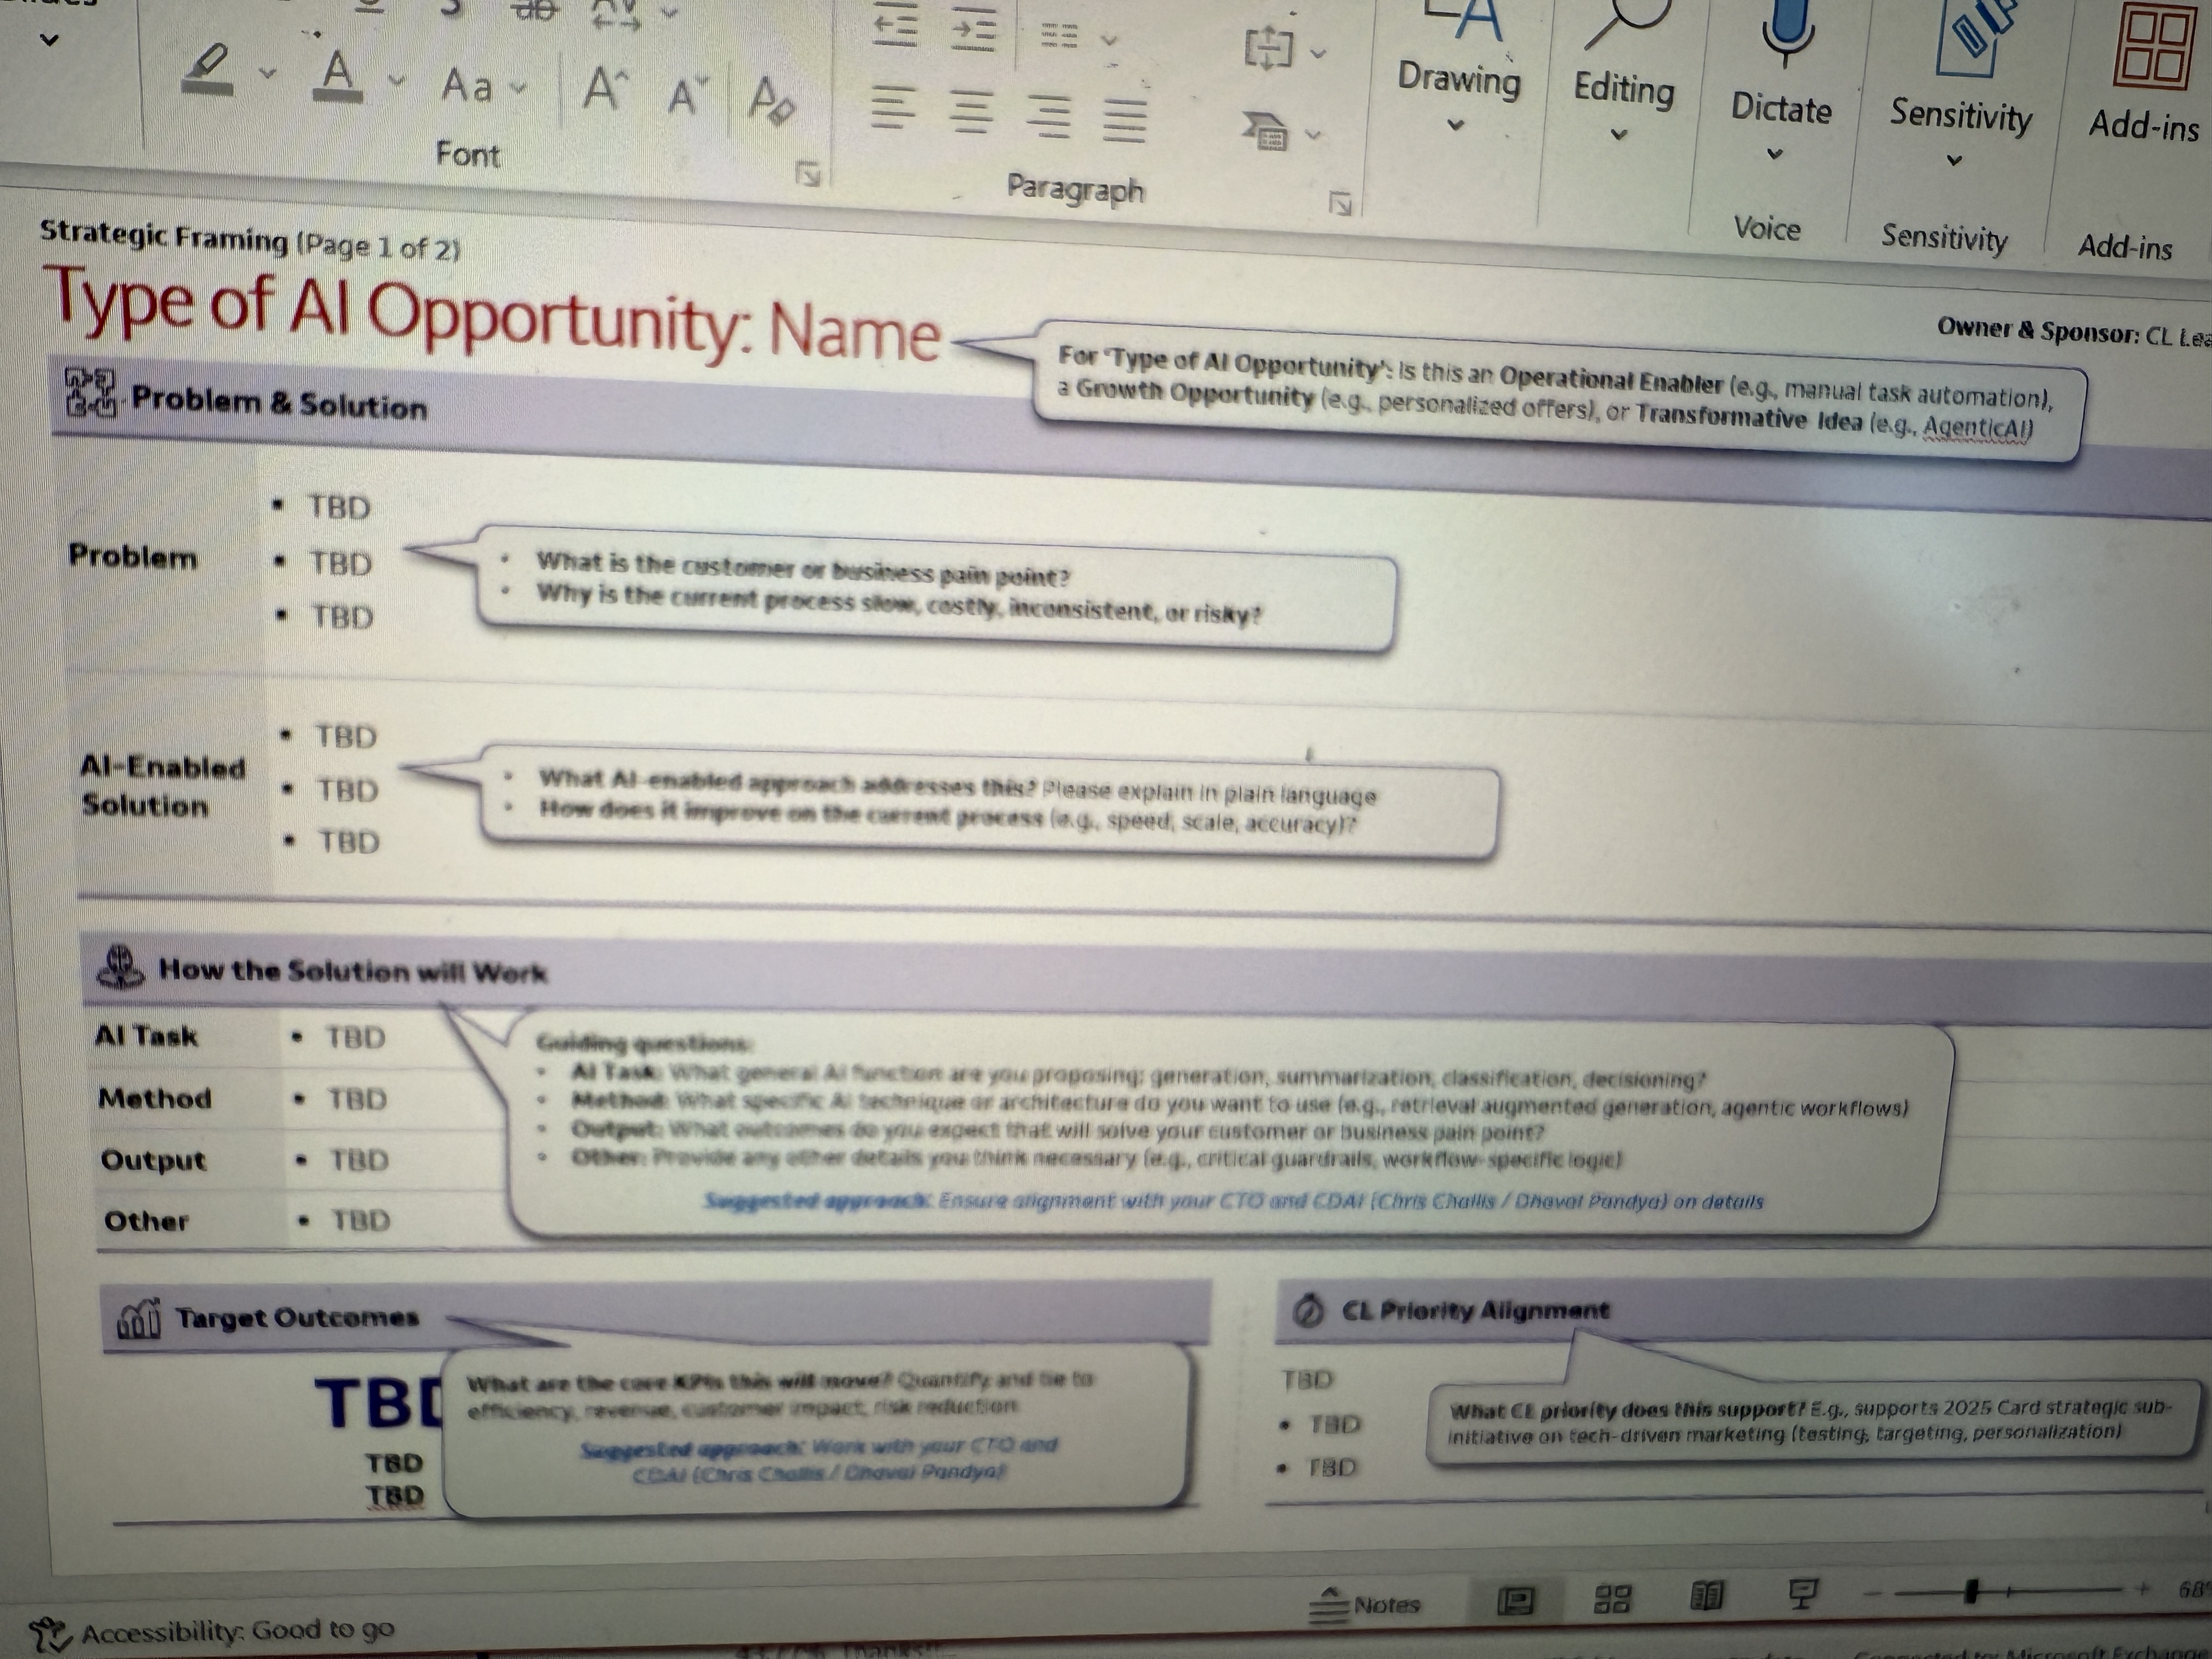 Font
Paragraph
Drawing
Editing
Dictate
Voice
Sensitivity
Sensitivity
Add-ins
Add-ins
Aa
Strategic Framing (Page 1 of 2)
Type of AI Opportunity: Name
Owner & Sponsor: CL
For 'Type of AI Opportunity': Is this an Operational Enabler (e.g., manual task automation),
a Growth Opportunity (e.g., personalized offers), or Transformative Idea (e.g., AgenticAI)
Problem & Solution
Problem
• TBD
• TBD
• TBD
• What is the customer or business pain point?
• Why is the current process slow, costly, inconsistent, or risky?
AI-Enabled
Solution
• TBD
• TBD
• TBD
• What AI-enabled approach addresses this? Please explain in plain language
• How does it improve on the current process (e.g., speed, scale, accuracy)?
How the Solution will Work
AI Task
• TBD
Method
• TBD
Output
• TBD
Other
• TBD
Guiding questions:
• AI Task: What general AI function are you proposing: generation, summarization, classification, decisioning?
• Method: What specific AI technique or architecture do you want to use (e.g., retrieval augmented generation, agentic workflows)
• Output: What outcomes do you expect that will solve your customer or business pain point?
• Other: Provide any other details you think necessary (e.g., critical guardrails, workflow-specific logic)
Suggested approach: Ensure alignment with your CTO and CDAI (Chris Challis / Dhaval Pandya) on details
Target Outcomes
TBD
TBD
TBD
What are the core KPIs this will move? Quantify and tie to
efficiency, revenue, customer impact, risk reduction
Suggested approach: Work with your CTO and
CDAI (Chris Challis / Dhaval Pandya)
CL Priority Alignment
TBD
• TBD
• TBD
What CL priority does this support? E.g., supports 2025 Card strategic sub-
initiative on tech-driven marketing (testing, targeting, personalization)
Notes
Accessibility: Good to go
Connected to: Microsoft Exchange